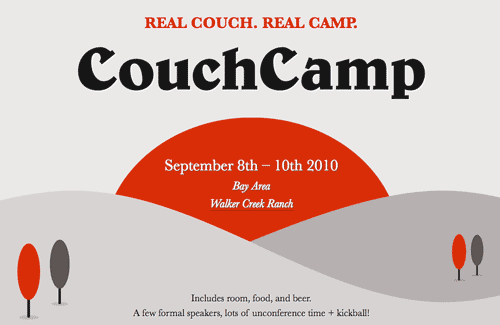 REAL COUCH. REAL CAMP.
CouchCamp
September 8th – 10th 2010
Bay Area
Walker Creek Ranch
Includes room, food, and beer.
A few formal speakers, lots of unconference time + kickball!